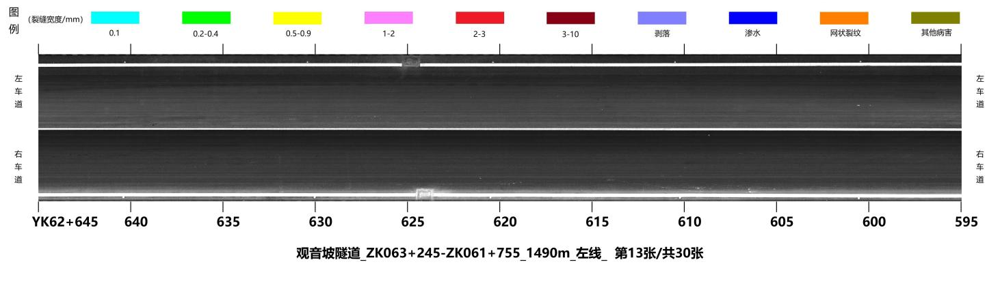 图例
(裂缝宽度/mm)
0.1 0.2-0.4 0.5-0.9 1-2 2-3 3-10 剥落 渗水 网状裂纹 其他病害
左车道 左车道
右车道 右车道
YK62+645 640 635 630 625 620 615 610 605 600 595
观音坡隧道_ZK063+245-ZK061+755_1490m_左线_ 第13张/共30张